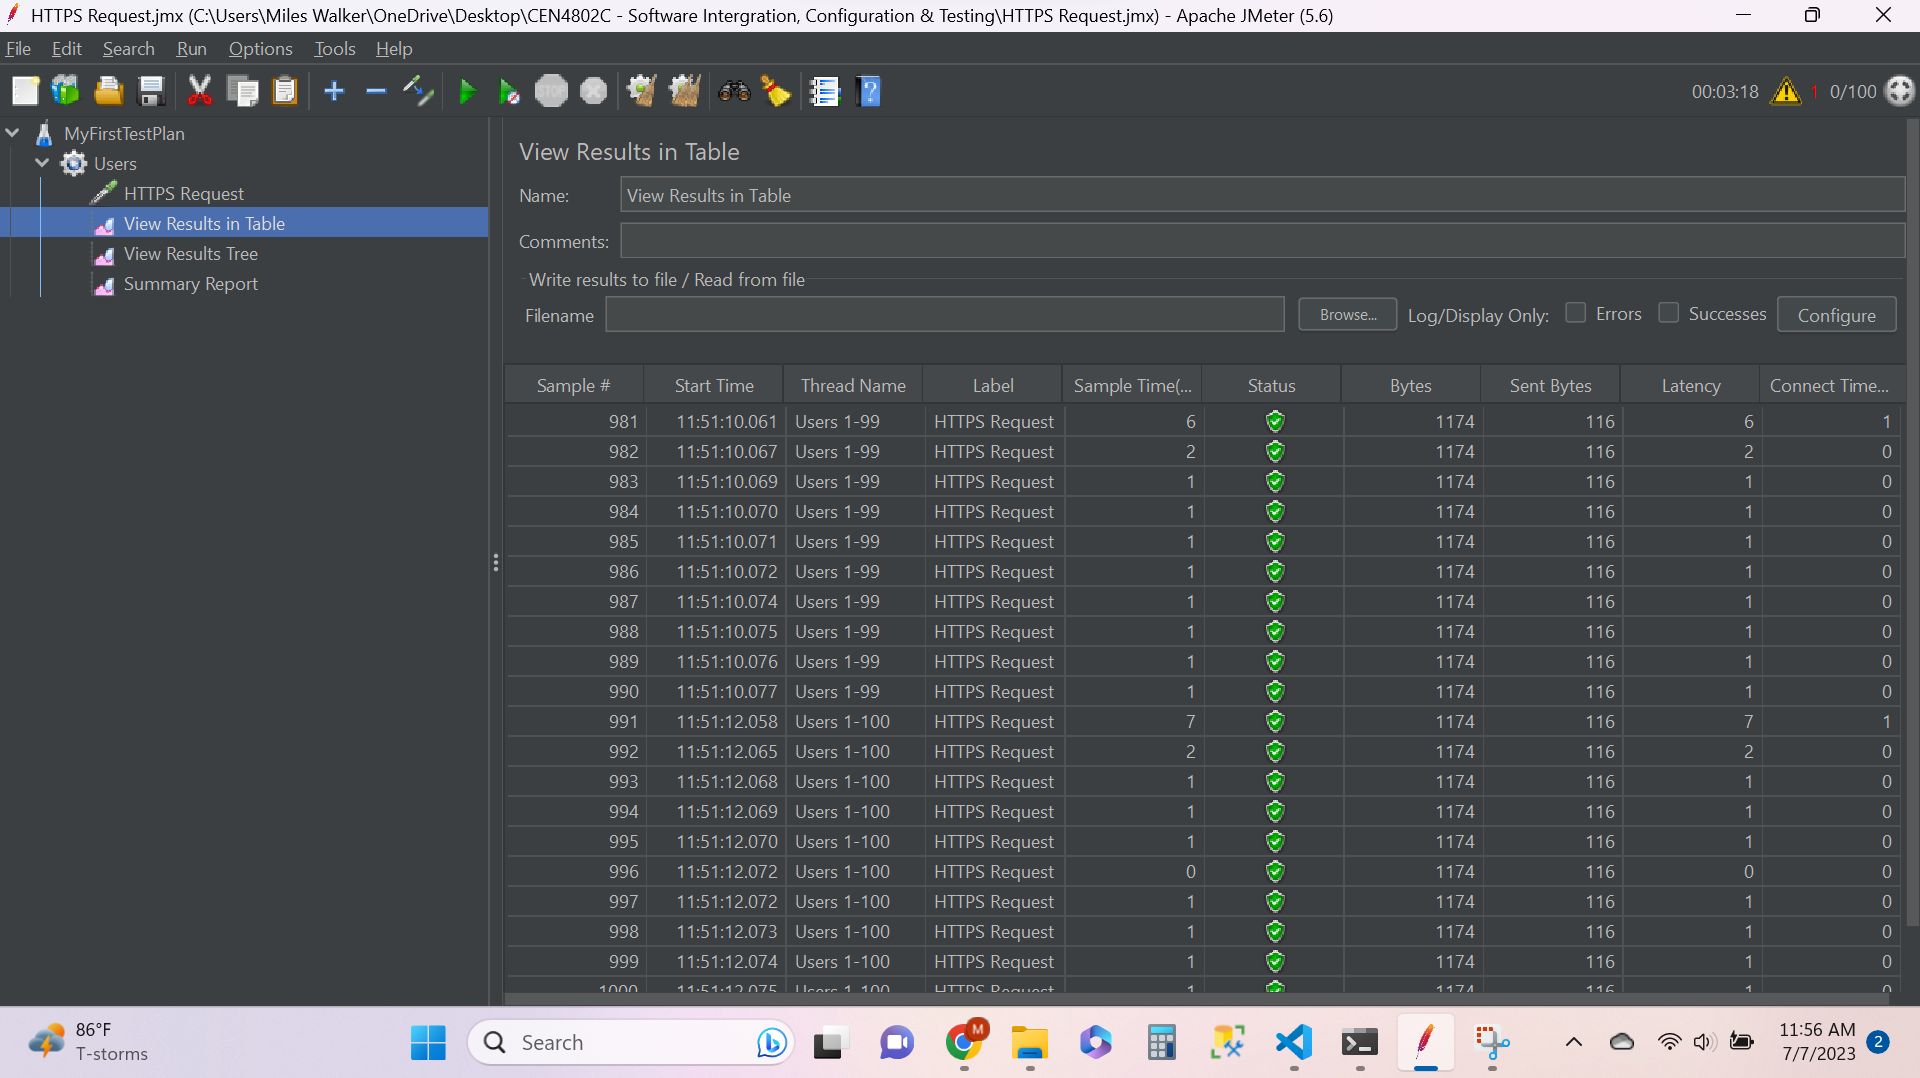 HTTPS Request.jmx (C:\Users\Miles Walker\OneDrive\Desktop\CEN4802C - Software Intergration, Configuration & Testing\HTTPS Request.jmx) - Apache JMeter (5.6)
File Edit Search Run Options Tools Help
STOP
00:03:18 1 0/100
MyFirstTestPlan
Users
HTTPS Request
View Results in Table
View Results Tree
Summary Report
View Results in Table
Name: View Results in Table
Comments:
Write results to file / Read from file
Filename Browse... Log/Display Only: Errors Successes Configure
Sample # Start Time Thread Name Label Sample Time(... Status Bytes Sent Bytes Latency Connect Time...
981 11:51:10.061 Users 1-99 HTTPS Request 6 1174 116 6 1
982 11:51:10.067 Users 1-99 HTTPS Request 2 1174 116 2 0
983 11:51:10.069 Users 1-99 HTTPS Request 1 1174 116 1 0
984 11:51:10.070 Users 1-99 HTTPS Request 1 1174 116 1 0
985 11:51:10.071 Users 1-99 HTTPS Request 1 1174 116 1 0
986 11:51:10.072 Users 1-99 HTTPS Request 1 1174 116 1 0
987 11:51:10.074 Users 1-99 HTTPS Request 1 1174 116 1 0
988 11:51:10.075 Users 1-99 HTTPS Request 1 1174 116 1 0
989 11:51:10.076 Users 1-99 HTTPS Request 1 1174 116 1 0
990 11:51:10.077 Users 1-99 HTTPS Request 1 1174 116 1 0
991 11:51:12.058 Users 1-100 HTTPS Request 7 1174 116 7 1
992 11:51:12.065 Users 1-100 HTTPS Request 2 1174 116 2 0
993 11:51:12.068 Users 1-100 HTTPS Request 1 1174 116 1 0
994 11:51:12.069 Users 1-100 HTTPS Request 1 1174 116 1 0
995 11:51:12.070 Users 1-100 HTTPS Request 1 1174 116 1 0
996 11:51:12.072 Users 1-100 HTTPS Request 0 1174 116 0 0
997 11:51:12.072 Users 1-100 HTTPS Request 1 1174 116 1 0
998 11:51:12.073 Users 1-100 HTTPS Request 1 1174 116 1 0
999 11:51:12.074 Users 1-100 HTTPS Request 1 1174 116 1 0
1000 11:51:12.075 Users 1-100 HTTPS Request 1 1174 116 1 0
86°F
T-storms
Search
M
11:56 AM
7/7/2023
2